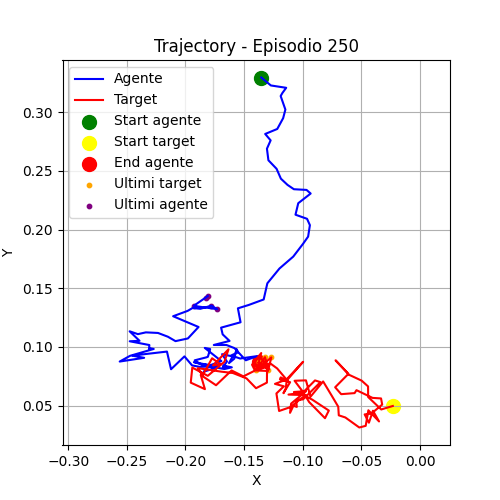 Trajectory - Episodio 250
Agente
Target
Start agente
Start target
End agente
Ultimi target
Ultimi agente
0.30
0.25
0.20
0.15
0.10
0.05
Y
−0.30 −0.25 −0.20 −0.15 −0.10 −0.05 0.00
X